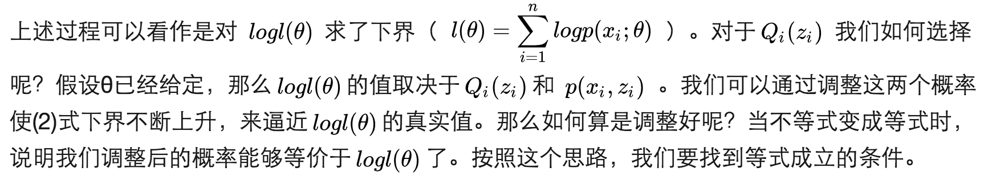 上述过程可以看作是对 logl(θ) 求了下界（ l(θ) = ∑_{i=1}^{n} logp(x_i; θ) ）。对于 Q_i(z_i) 我们如何选择
呢？假设θ已经给定，那么 logl(θ) 的值取决于 Q_i(z_i) 和 p(x_i, z_i) 。我们可以通过调整这两个概率
使(2)式下界不断上升，来逼近 logl(θ) 的真实值。那么如何算是调整好呢？当不等式变成等式时，
说明我们调整后的概率能够等价于 logl(θ) 了。按照这个思路，我们要找到等式成立的条件。